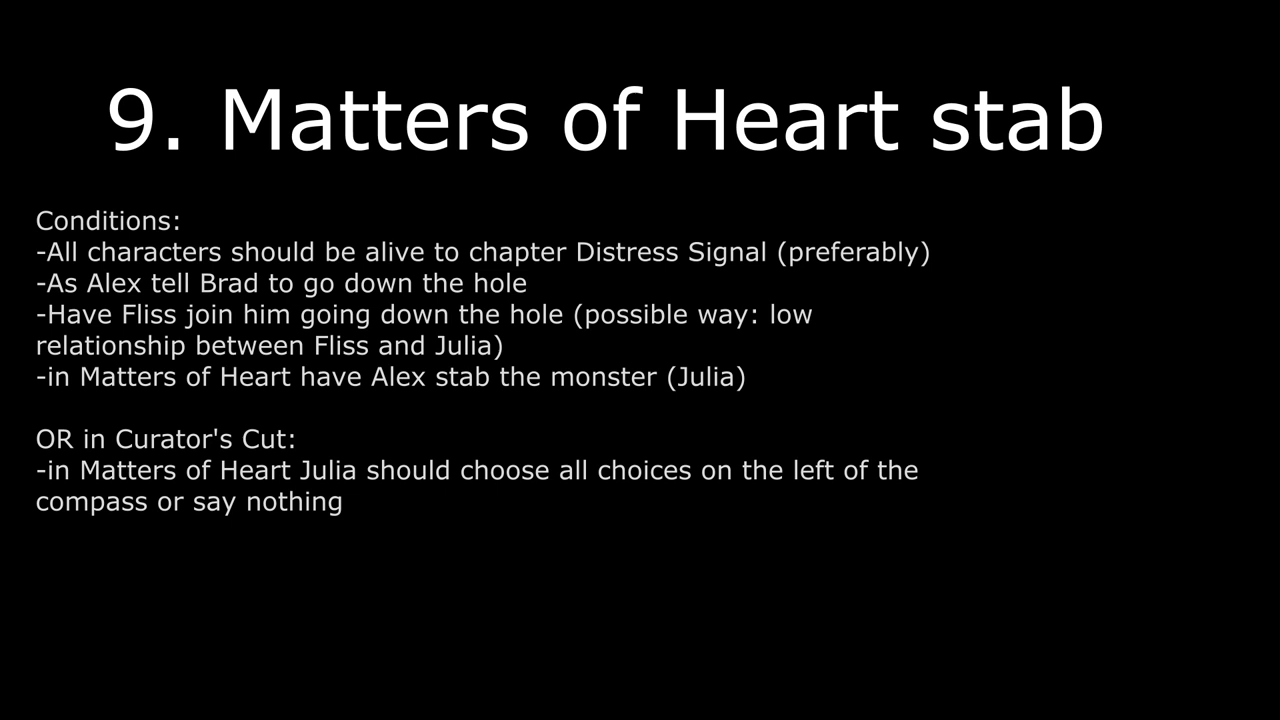 9. Matters of Heart stab
Conditions:
-All characters should be alive to chapter Distress Signal (preferably)
-As Alex tell Brad to go down the hole
-Have Fliss join him going down the hole (possible way: low
relationship between Fliss and Julia)
-in Matters of Heart have Alex stab the monster (Julia)
OR in Curator's Cut:
-in Matters of Heart Julia should choose all choices on the left of the
compass or say nothing